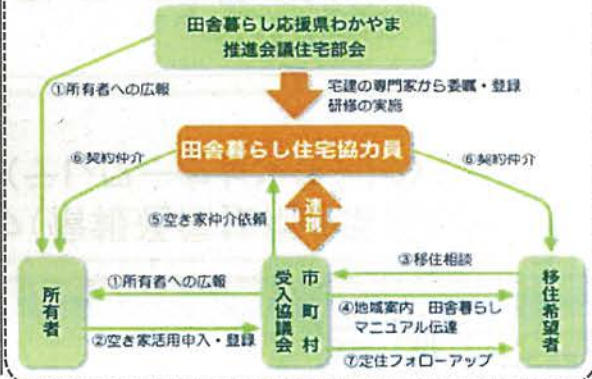 田舎暮らし応援県わかやま
推進会議住宅部会
①所有者への広報
宅建の専門家から委嘱・登録
研修の実施
⑥契約仲介
田舎暮らし住宅協力員
⑥契約仲介
⑤空き家仲介依頼
連携
③移住相談
所有者
①所有者への広報
②空き家活用申入・登録
市町村
受入協議会
④地域案内 田舎暮らし
マニュアル伝達
⑦定住フォローアップ
移住希望者